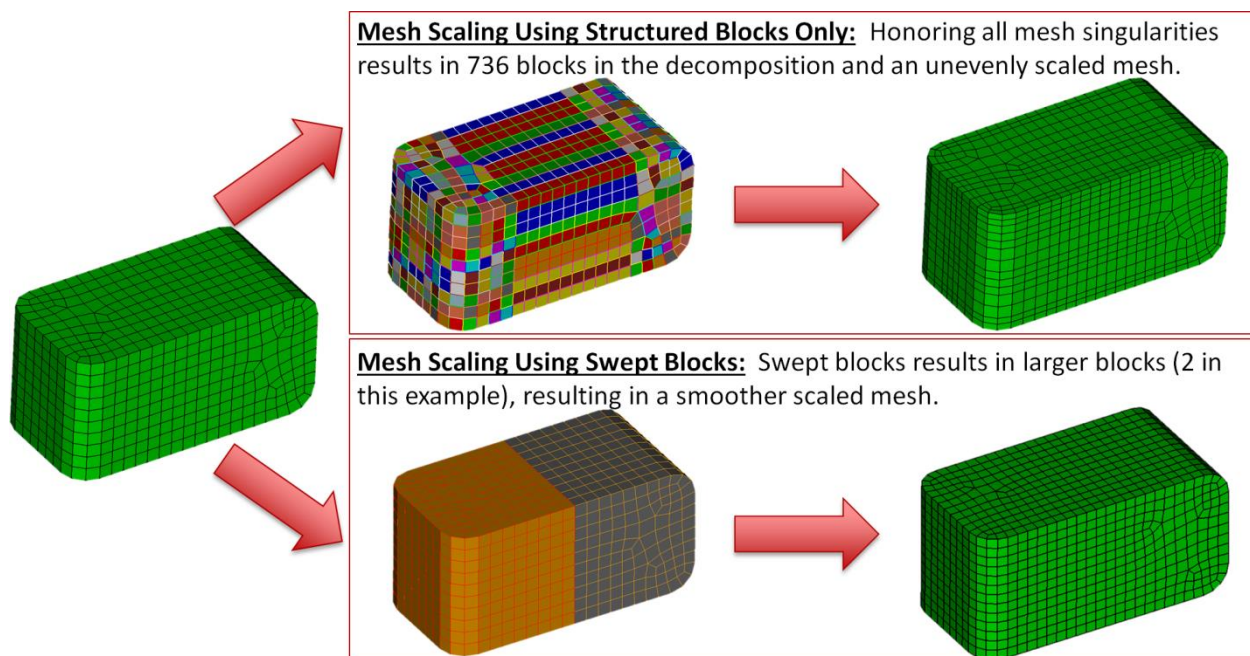 Mesh Scaling Using Structured Blocks Only: Honoring all mesh singularities
results in 736 blocks in the decomposition and an unevenly scaled mesh.
Mesh Scaling Using Swept Blocks: Swept blocks results in larger blocks (2 in
this example), resulting in a smoother scaled mesh.